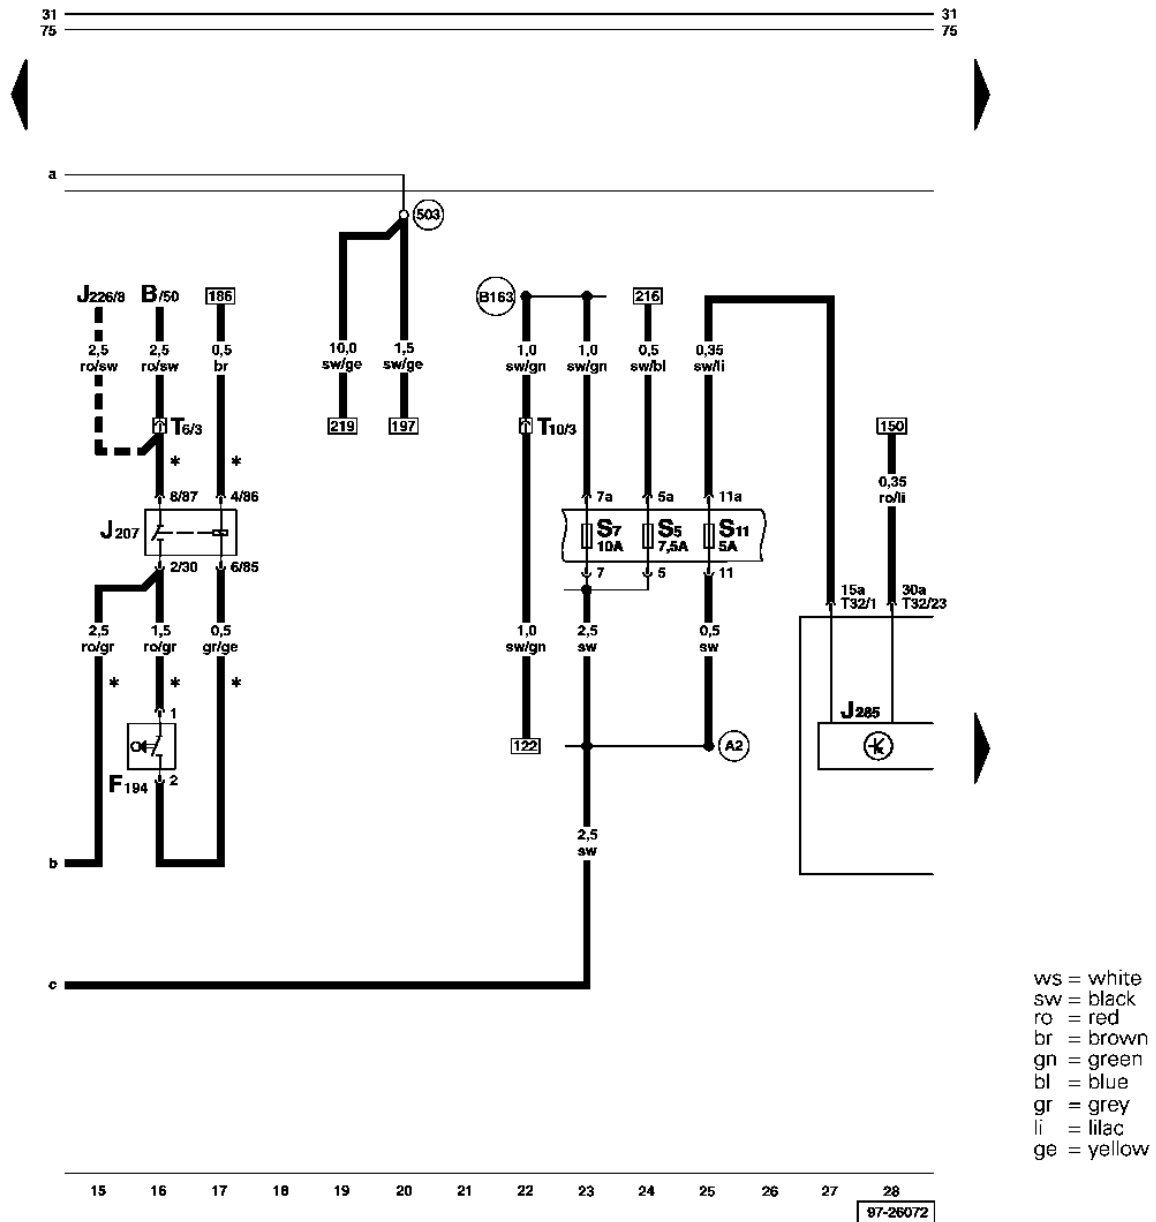 31 31
75 75
a
503
J226/8 B/50 186 B163 216
2,5 2,5 0,5 10,0 1,5 1,0 1,0 0,5 0,35
ro/sw ro/sw br sw/ge sw/ge sw/gn sw/gn sw/bl sw/li
T6/3 219 197 T10/3 150
* *
0,35
ro/li
8/87 4/86 7a 5a 11a
J207 S7 S5 S11
10A 7,5A 5A
2/30 6/85 7 5 11
15a 30a
T32/1 T32/23
2,5 1,5 0,5 1,0 2,5 0,5
ro/gr ro/gr gr/ge sw/gn sw sw
* * *
1
J285
122 A2
F194 2
2,5
sw
b
c
ws = white
sw = black
ro = red
br = brown
gn = green
bl = blue
gr = grey
li = lilac
ge = yellow
15 16 17 18 19 20 21 22 23 24 25 26 27 28
97-26072